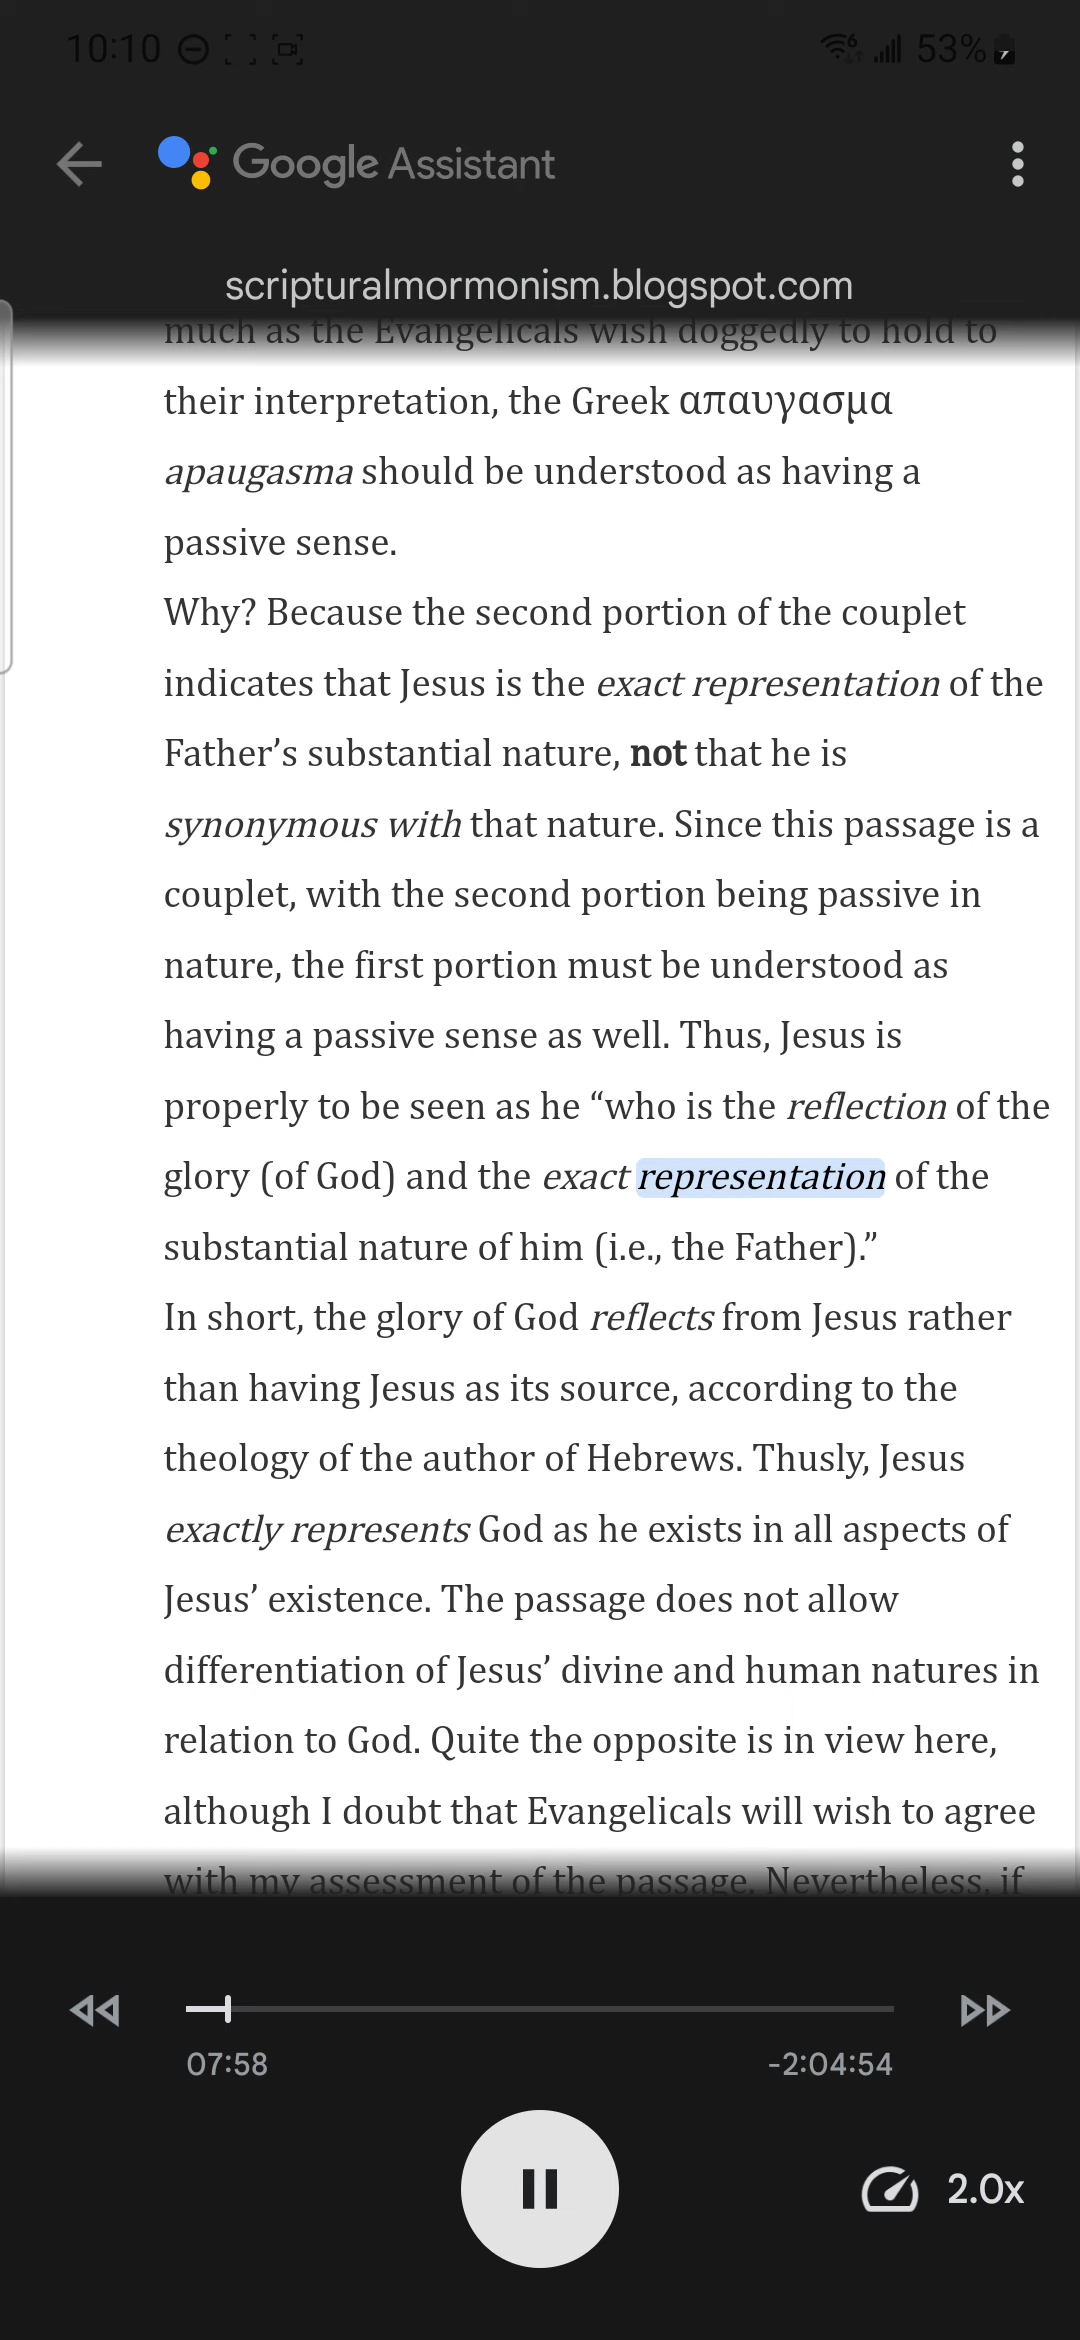 10:10
6
53%
Google Assistant
scripturalmormonism.blogspot.com
much as the Evangelicals wish doggedly to hold to
their interpretation, the Greek απαυγασμα
apaugasma should be understood as having a
passive sense.
Why? Because the second portion of the couplet
indicates that Jesus is the exact representation of the
Father’s substantial nature, not that he is
synonymous with that nature. Since this passage is a
couplet, with the second portion being passive in
nature, the first portion must be understood as
having a passive sense as well. Thus, Jesus is
properly to be seen as he “who is the reflection of the
glory (of God) and the exact representation of the
substantial nature of him (i.e., the Father).”
In short, the glory of God reflects from Jesus rather
than having Jesus as its source, according to the
theology of the author of Hebrews. Thusly, Jesus
exactly represents God as he exists in all aspects of
Jesus’ existence. The passage does not allow
differentiation of Jesus’ divine and human natures in
relation to God. Quite the opposite is in view here,
although I doubt that Evangelicals will wish to agree
with my assessment of the passage. Nevertheless, if
07:58
-2:04:54
2.0x